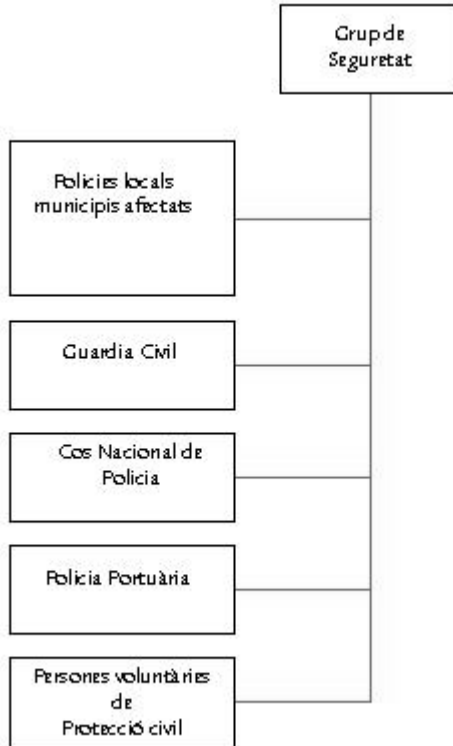 Grup de
Seguretat
Policies locals
municipis afectats
Guardia Civil
Cos Nacional de
Policia
Policia Portuària
Persones voluntàries
de
Protecció civil